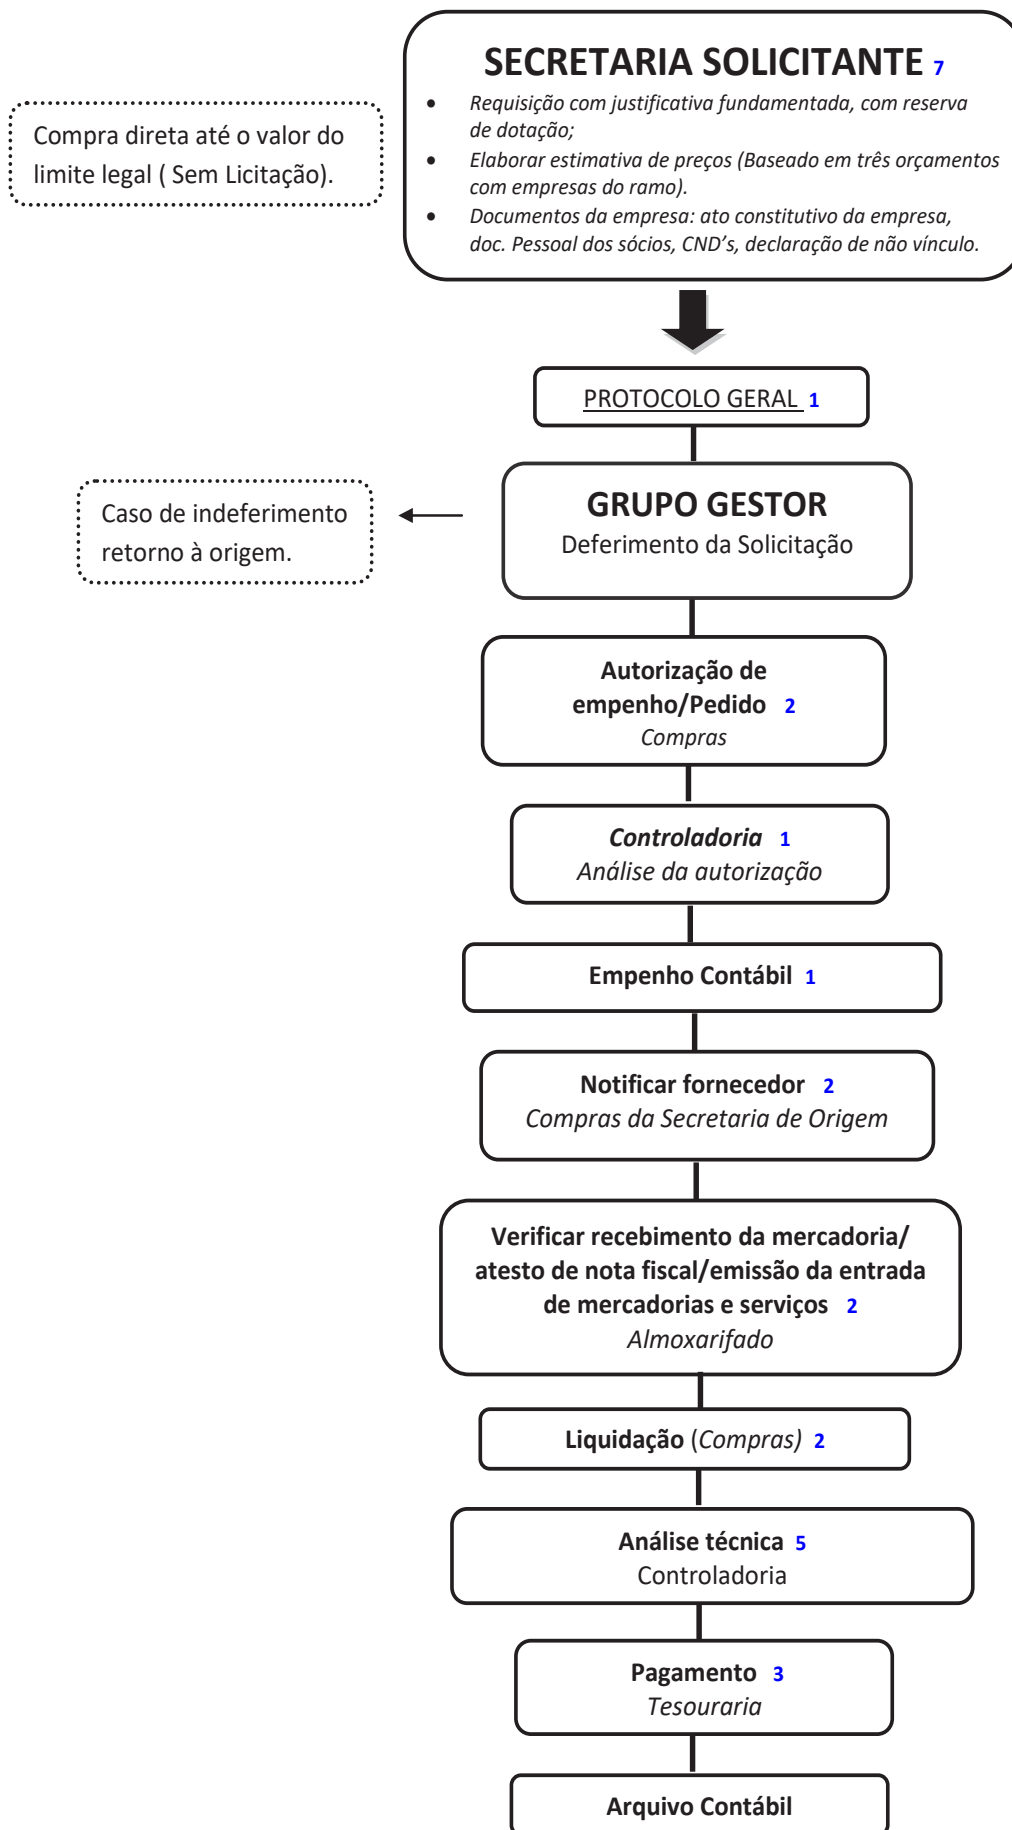 SECRETARIA SOLICITANTE 7
• Requisição com justificativa fundamentada, com reserva
de dotação;
• Elaborar estimativa de preços (Baseado em três orçamentos
com empresas do ramo).
• Documentos da empresa: ato constitutivo da empresa,
doc. Pessoal dos sócios, CND’s, declaração de não vínculo.
Compra direta até o valor do
limite legal ( Sem Licitação).
PROTOCOLO GERAL 1
GRUPO GESTOR
Deferimento da Solicitação
Caso de indeferimento
retorno à origem.
Autorização de
empenho/Pedido 2
Compras
Controladoria 1
Análise da autorização
Empenho Contábil 1
Notificar fornecedor 2
Compras da Secretaria de Origem
Verificar recebimento da mercadoria/
atesto de nota fiscal/emissão da entrada
de mercadorias e serviços 2
Almoxarifado
Liquidação (Compras) 2
Análise técnica 5
Controladoria
Pagamento 3
Tesouraria
Arquivo Contábil